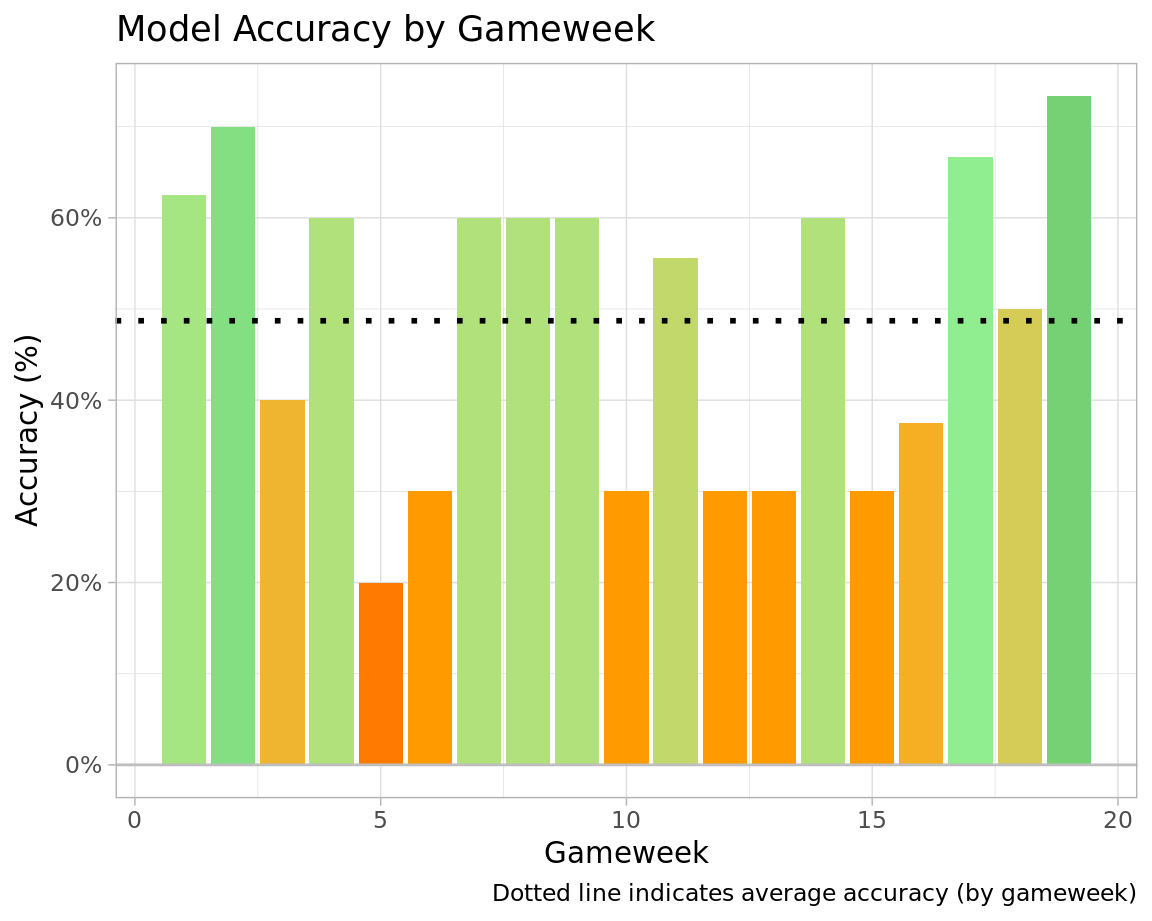 Model Accuracy by Gameweek
Accuracy (%)
60%
40%
20%
0%
0 5 10 15 20
Gameweek
Dotted line indicates average accuracy (by gameweek)